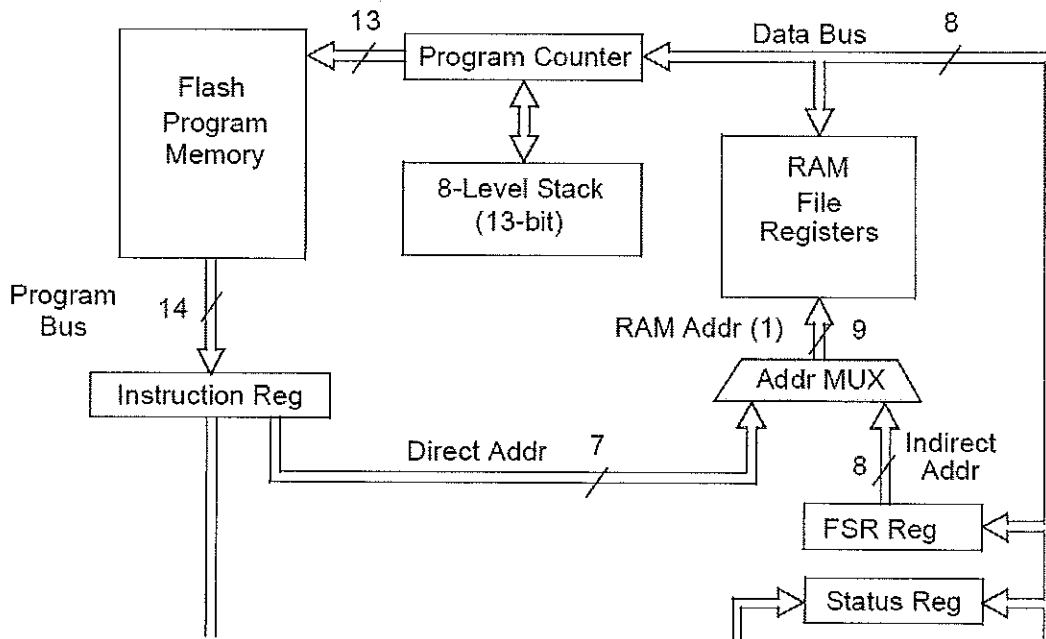 13
Data Bus
8
Program Counter
Flash
Program
Memory
8-Level Stack
(13-bit)
RAM
File
Registers
Program
Bus
14
RAM Addr (1)
9
Addr MUX
Instruction Reg
Direct Addr
7
8
Indirect
Addr
FSR Reg
Status Reg